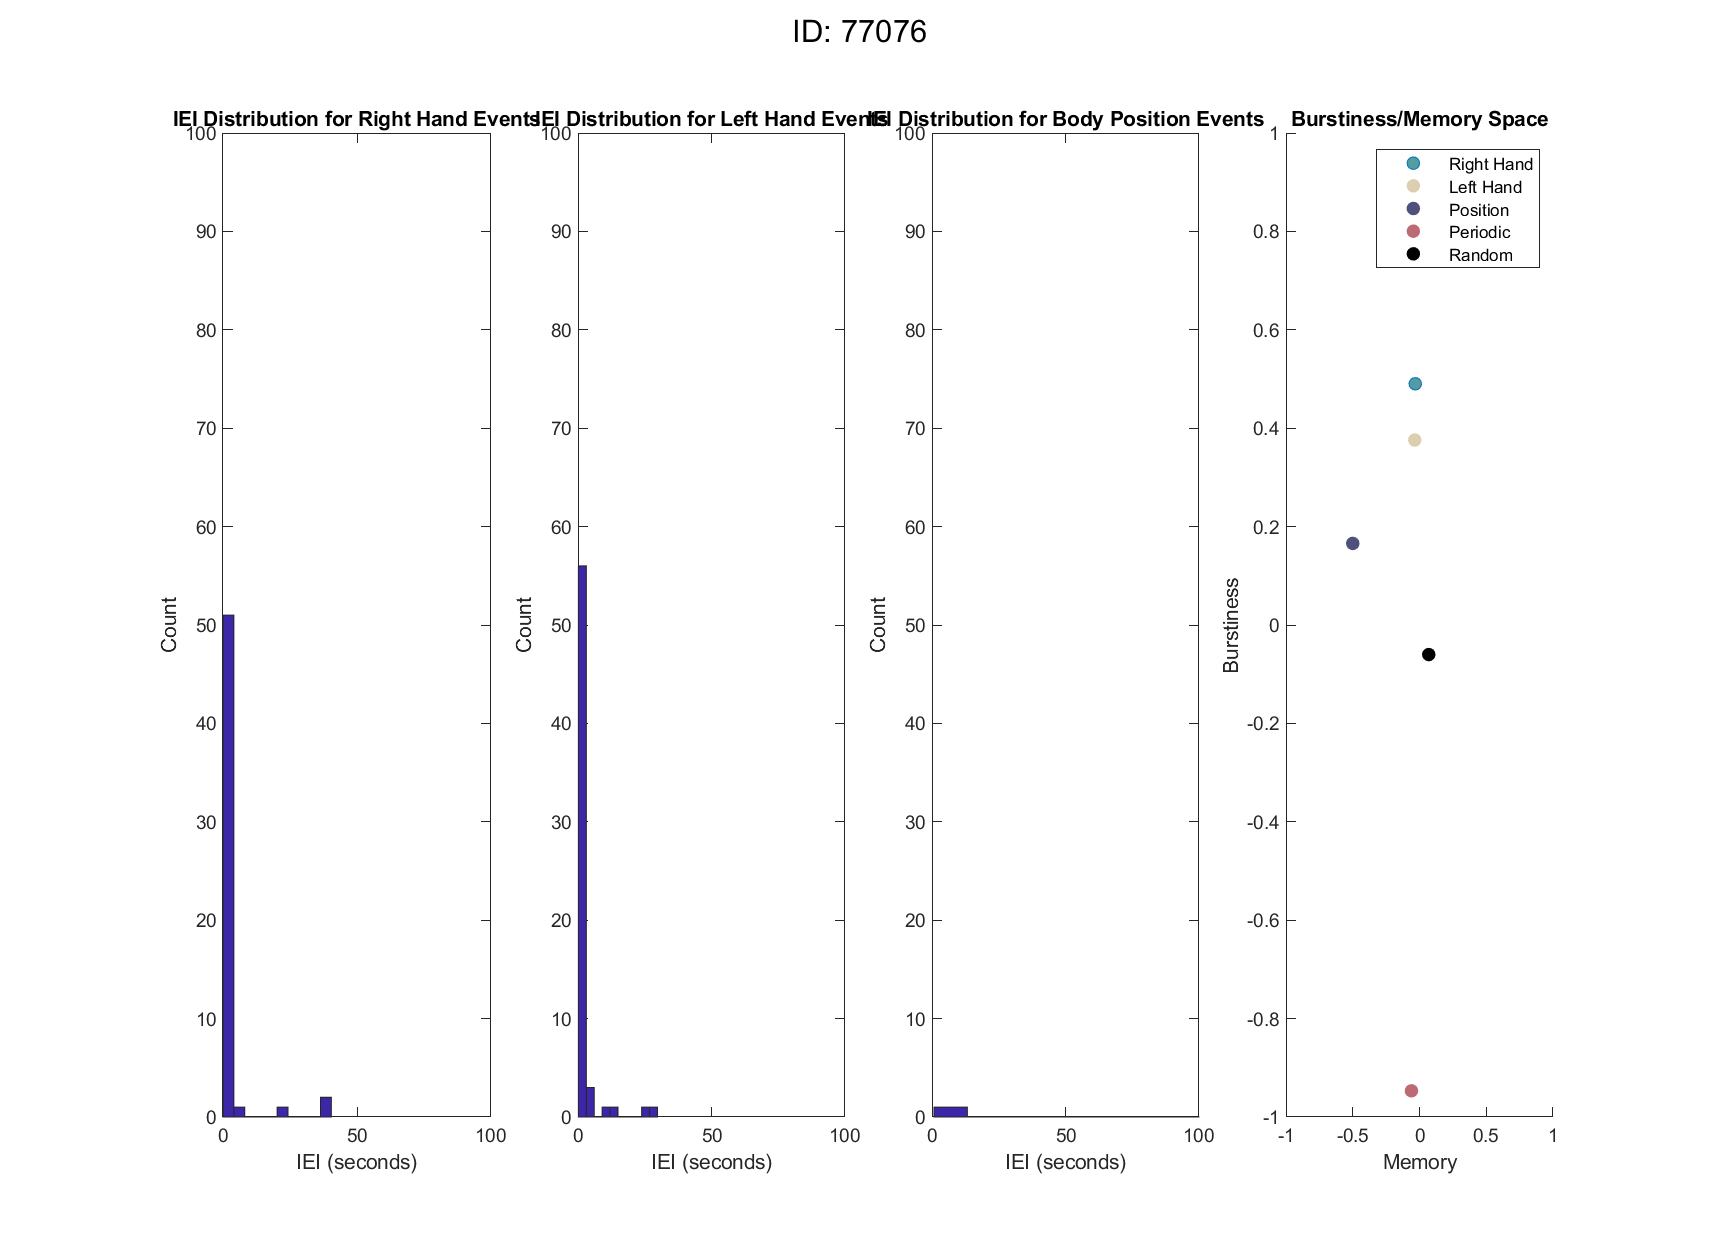 ID: 77076
IEI Distribution for Right Hand Events
100
90
80
70
60
50
40
30
20
10
0
Count
0 50 100
IEI (seconds)
IEI Distribution for Left Hand Events
100
90
80
70
60
50
40
30
20
10
0
Count
0 50 100
IEI (seconds)
IEI Distribution for Body Position Events
100
90
80
70
60
50
40
30
20
10
0
Count
0 50 100
IEI (seconds)
Burstiness/Memory Space
1
0.8
0.6
0.4
0.2
0
-0.2
-0.4
-0.6
-0.8
-1
Burstiness
Right Hand
Left Hand
Position
Periodic
Random
-1 -0.5 0 0.5 1
Memory